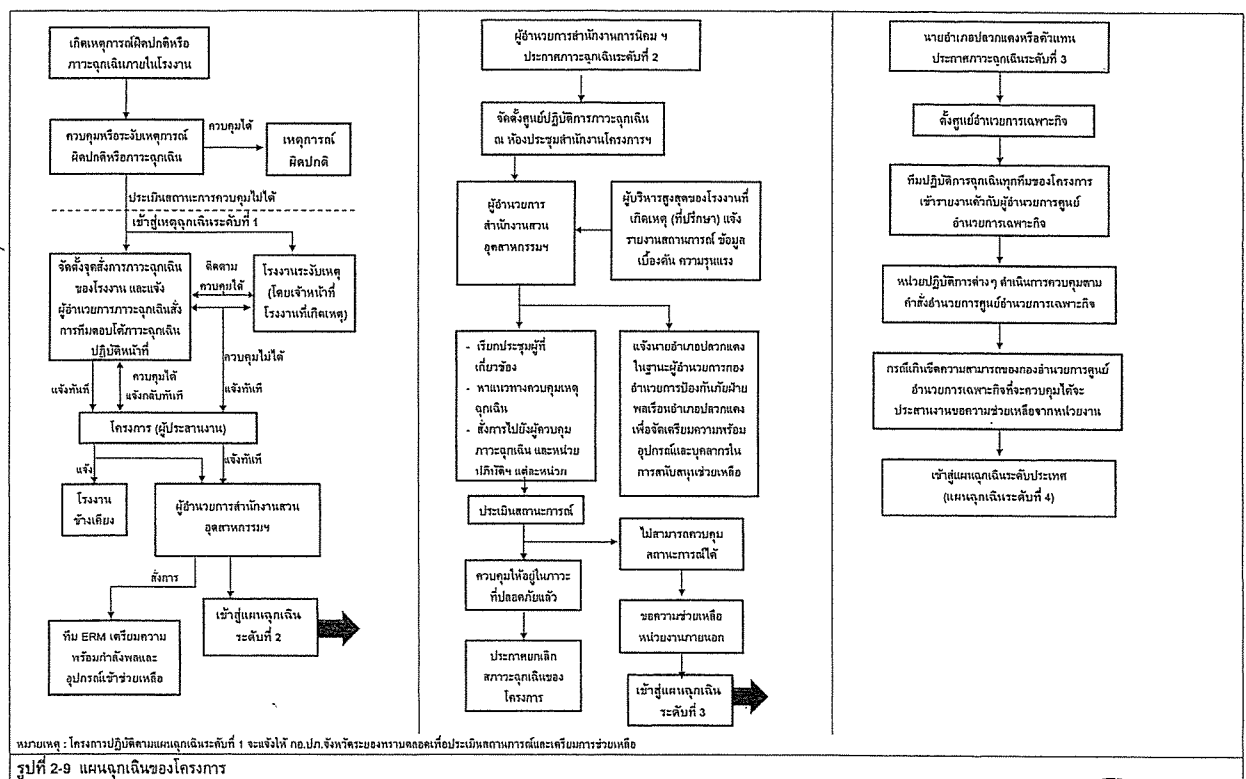 เกิดเหตุการณ์ผิดปกติหรือ
ภาวะฉุกเฉินภายในโรงงาน
ควบคุมหรือระงับเหตุการณ์
ผิดปกติหรือภาวะฉุกเฉิน
ควบคุมได้
เหตุการณ์
ผิดปกติ
ประเมินสถานะการควบคุมไม่ได้
เข้าสู่เหตุฉุกเฉินระดับที่ 1
จัดตั้งจุดสั่งการภาวะฉุกเฉิน
ของโรงงาน และแจ้ง
ผู้อำนวยการภาวะฉุกเฉินสั่ง
การทีมตอบโต้ภาวะฉุกเฉิน
ปฏิบัติหน้าที่
ติดตาม
ควบคุมได้
โรงงานระงับเหตุ
(โดยเจ้าหน้าที่
โรงงานที่เกิดเหตุ)
ควบคุมไม่ได้
แจ้งทันที
ควบคุมได้
แจ้งกลับทันที
แจ้งทันที
โครงการ (ผู้ประสานงาน)
แจ้ง
แจ้งทันที
โรงงาน
ข้างเคียง
ผู้อำนวยการสำนักงานสวน
อุตสาหกรรมฯ
สั่งการ
ทีม ERM เตรียมความ
พร้อมกำลังพลและ
อุปกรณ์เข้าช่วยเหลือ
เข้าสู่แผนฉุกเฉิน
ระดับที่ 2
ผู้อำนวยการสำนักงานการนิคม ฯ
ประกาศภาวะฉุกเฉินระดับที่ 2
จัดตั้งศูนย์ปฏิบัติการภาวะฉุกเฉิน
ณ ห้องประชุมสำนักงานโครงการฯ
ผู้อำนวยการ
สำนักงานสวน
อุตสาหกรรมฯ
ผู้บริหารสูงสุดของโรงงานที่
เกิดเหตุ (ที่ปรึกษา) แจ้ง
รายงานสถานการณ์ ข้อมูล
เบื้องต้น ความรุนแรง
- เรียกประชุมผู้ที่
เกี่ยวข้อง
- หาแนวทางควบคุมเหตุ
ฉุกเฉิน
- สั่งการไปยังผู้ควบคุม
ภาวะฉุกเฉิน และหน่วย
ปฏิบัติฯ แต่ละหน่วย
แจ้งนายอำเภอปลวกแดง
ในฐานะผู้อำนวยการกอง
อำนวยการป้องกันภัยฝ่าย
พลเรือนอำเภอปลวกแดง
เพื่อจัดเตรียมความพร้อม
อุปกรณ์และบุคลากรใน
การสนับสนุนช่วยเหลือ
ประเมินสถานะการณ์
ไม่สามารถควบคุม
สถานะการณ์ได้
ควบคุมให้อยู่ในภาวะ
ที่ปลอดภัยแล้ว
ขอความช่วยเหลือ
หน่วยงานภายนอก
ประกาศยกเลิก
สภาวะฉุกเฉินของ
โครงการ
เข้าสู่แผนฉุกเฉิน
ระดับที่ 3
นายอำเภอปลวกแดงหรือตัวแทน
ประกาศภาวะฉุกเฉินระดับที่ 3
ตั้งศูนย์อำนวยการเฉพาะกิจ
ทีมปฏิบัติการฉุกเฉินทุกทีมของโครงการ
เข้ารายงานตัวกับผู้อำนวยการศูนย์
อำนวยการเฉพาะกิจ
หน่วยปฏิบัติการต่างๆ ดำเนินการควบคุมตาม
คำสั่งอำนวยการศูนย์อำนวยการเฉพาะกิจ
กรณีเกินขีดความสามารถของกองอำนวยการศูนย์
อำนวยการเฉพาะกิจที่จะควบคุมได้จะ
ประสานงานขอความช่วยเหลือจากหน่วยงาน
เข้าสู่แผนฉุกเฉินระดับประเทศ
(แผนฉุกเฉินระดับที่ 4)
หมายเหตุ : โครงการปฏิบัติตามแผนฉุกเฉินระดับที่ 1 จะแจ้งให้ กอ.ปภ.จังหวัดระยองทราบตลอดเพื่อประเมินสถานการณ์และเตรียมการช่วยเหลือ
รูปที่ 2-9 แผนฉุกเฉินของโครงการ